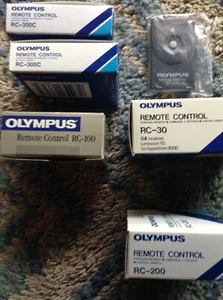 OLYMPUS
REMOTE CONTROL
RC-300C
OLYMPUS
REMOTE CONTROL
RC-300C
OLYMPUS
OLYMPUS
Remote Control RC-100
OLYMPUS
REMOTE CONTROL
RC-30
OLYMPUS
REMOTE CONTROL
RC-200